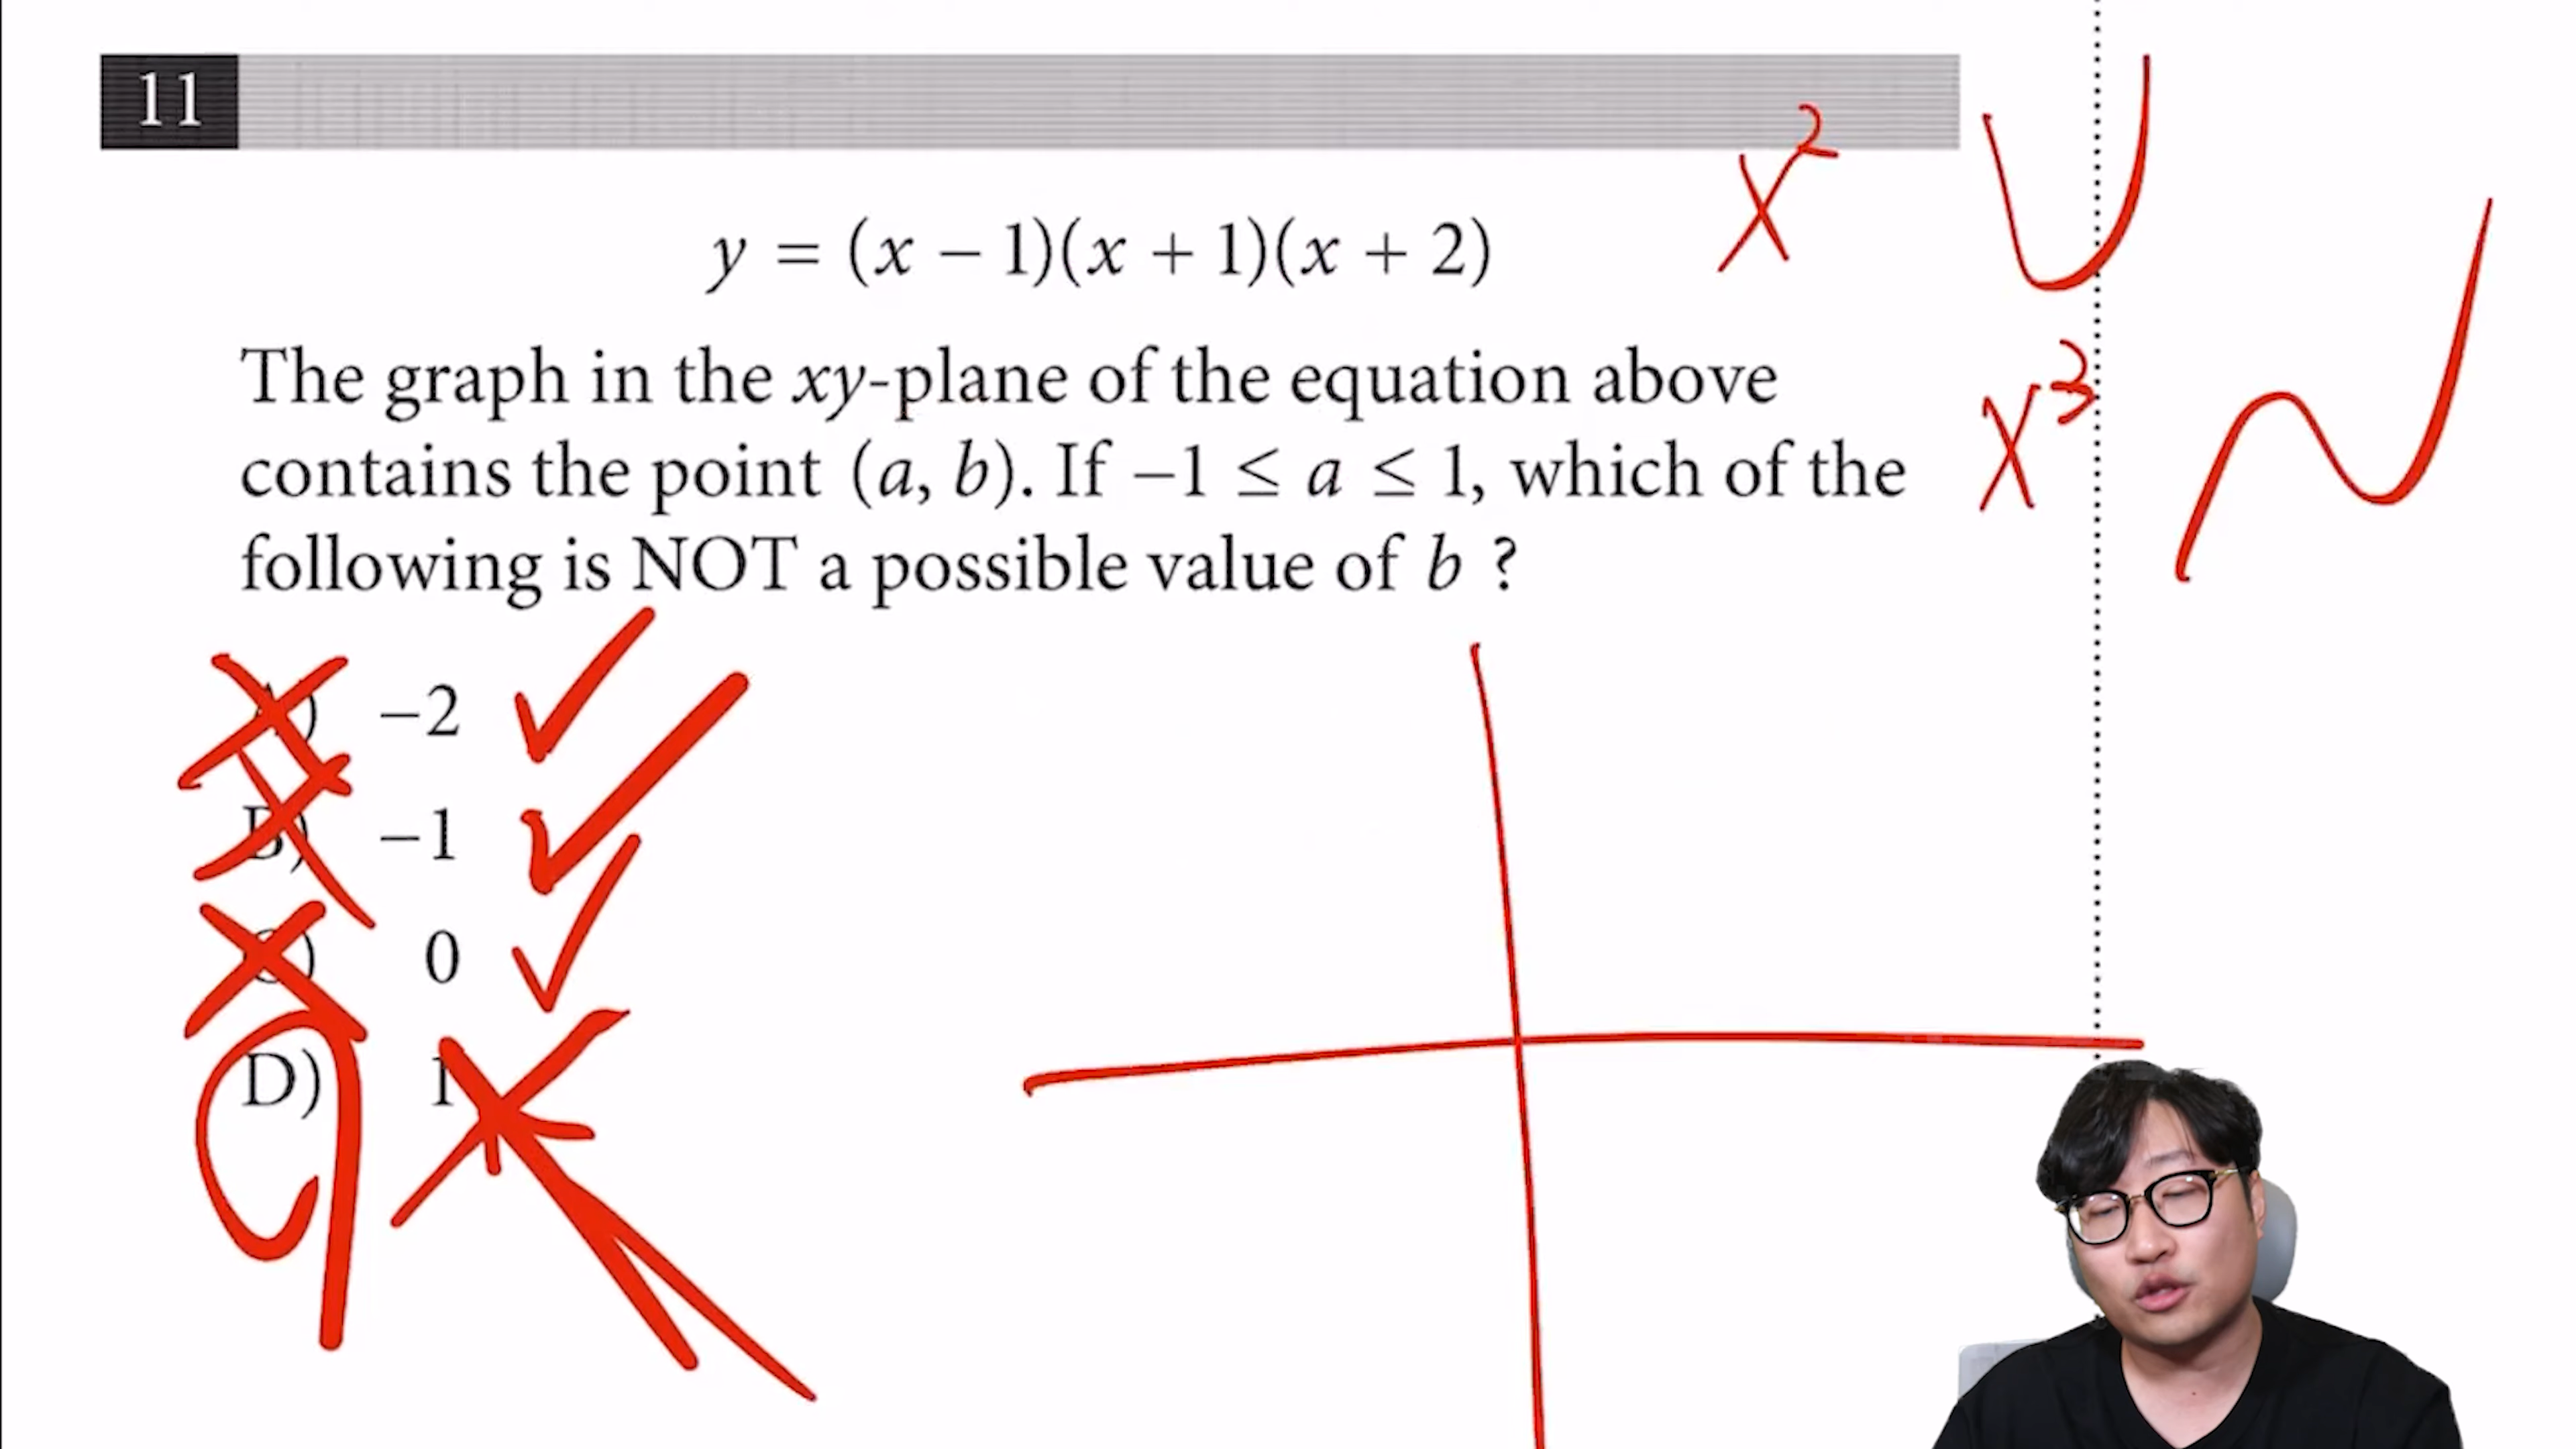 11
x²
y = (x − 1)(x + 1)(x + 2)
The graph in the xy-plane of the equation above
x³
contains the point (a, b). If −1 ≤ a ≤ 1, which of the
following is NOT a possible value of b ?
A) −2
B) −1
C) 0
D) 1